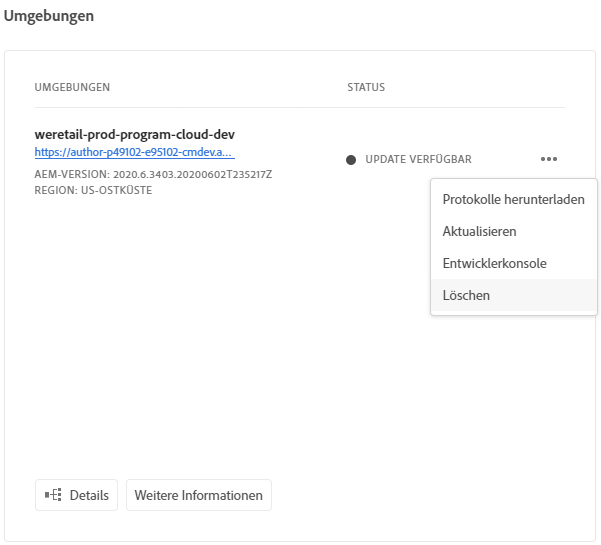 Umgebungen
UMGEBUNGEN
STATUS
weretail-prod-program-cloud-dev
https://author-p49102-e95102-cmdev.a...
AEM-VERSION: 2020.6.3403.20200602T235217Z
REGION: US-OSTKÜSTE
UPDATE VERFÜGBAR
Protokolle herunterladen
Aktualisieren
Entwicklerkonsole
Löschen
Details
Weitere Informationen